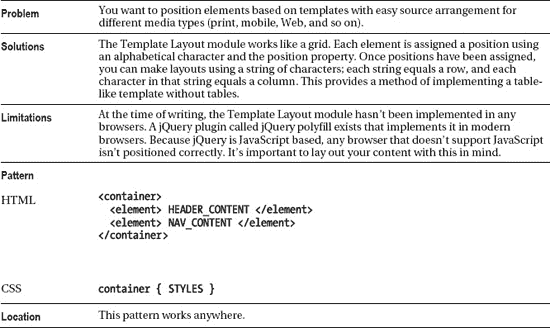 Problem
You want to position elements based on templates with easy source arrangement for
different media types (print, mobile, Web, and so on).
Solutions
The Template Layout module works like a grid. Each element is assigned a position using
an alphabetical character and the position property. Once positions have been assigned,
you can make layouts using a string of characters; each string equals a row, and each
character in that string equals a column. This provides a method of implementing a table-
like template without tables.
Limitations
At the time of writing, the Template Layout module hasn't been implemented in any
browsers. A jQuery plugin called jQuery polyfill exists that implements it in modern
browsers. Because jQuery is JavaScript based, any browser that doesn't support JavaScript
isn't positioned correctly. It's important to lay out your content with this in mind.
Pattern
HTML
<container>
<element> HEADER_CONTENT </element>
<element> NAV_CONTENT </element>
</container>
CSS
container { STYLES }
Location
This pattern works anywhere.